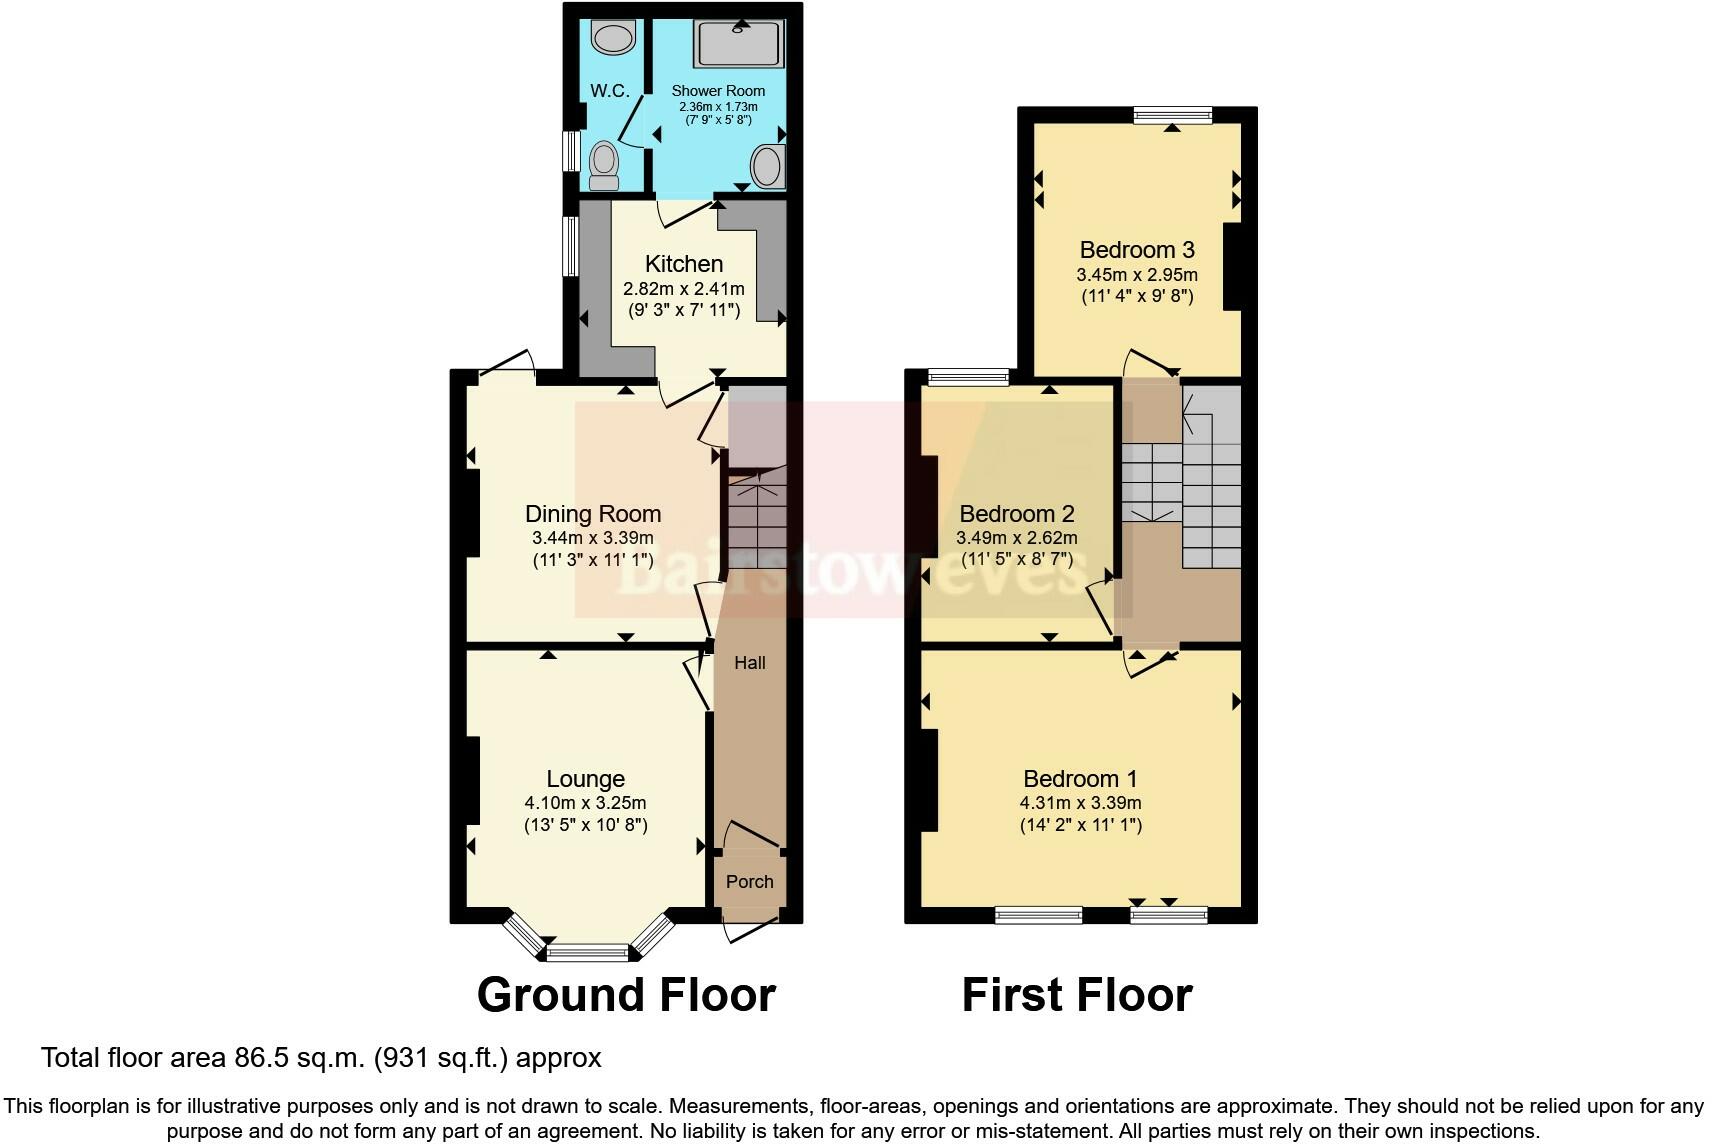 W.C.
Shower Room
2.36m x 1.73m
(7' 9" x 5' 8")
Kitchen
2.82m x 2.41m
(9' 3" x 7' 11")
Dining Room
3.44m x 3.39m
(11' 3" x 11' 1")
Hall
Lounge
4.10m x 3.25m
(13' 5" x 10' 8")
Porch
Ground Floor
Bedroom 3
3.45m x 2.95m
(11' 4" x 9' 8")
Bedroom 2
3.49m x 2.62m
(11' 5" x 8' 7")
Bedroom 1
4.31m x 3.39m
(14' 2" x 11' 1")
First Floor
Bairstow eves
Total floor area 86.5 sq.m. (931 sq.ft.) approx
This floorplan is for illustrative purposes only and is not drawn to scale. Measurements, floor-areas, openings and orientations are approximate. They should not be relied upon for any
purpose and do not form any part of an agreement. No liability is taken for any error or mis-statement. All parties must rely on their own inspections.